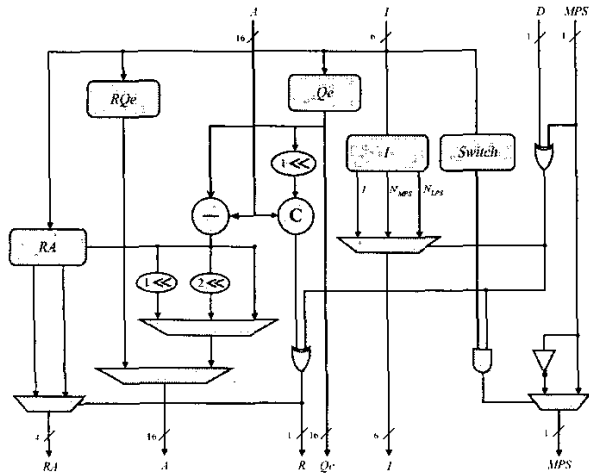 A I D MPS
16 6 1 1
RQe Qe
1≪ I Switch
I N_MPS N_LPS
— C
RA
1≪ 2≪
4 16 1 16 6 1
RA A R Qe I MPS